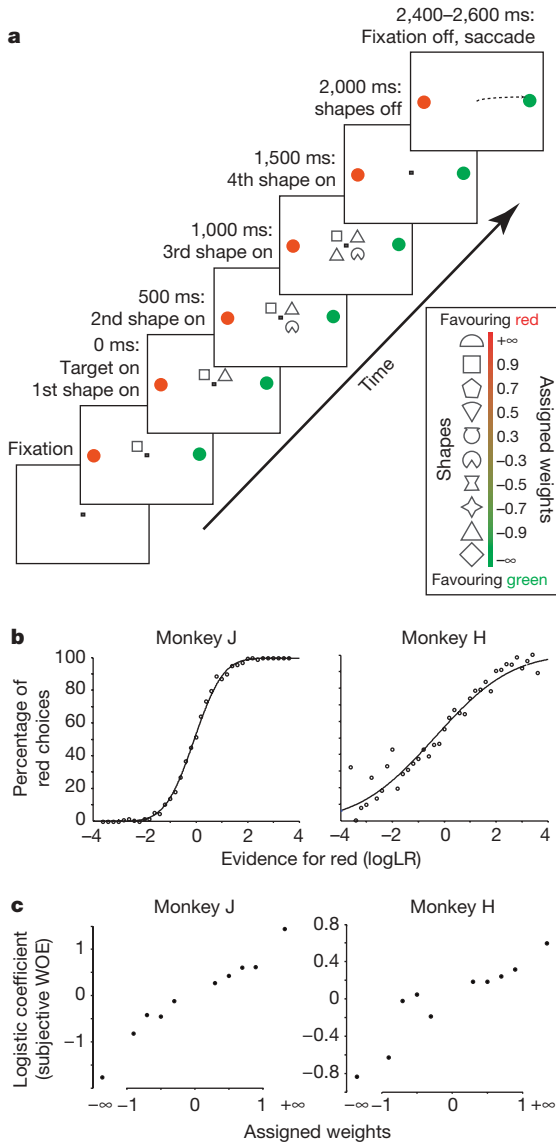 a
2,400–2,600 ms:
Fixation off, saccade
2,000 ms:
shapes off
1,500 ms:
4th shape on
1,000 ms:
3rd shape on
500 ms:
2nd shape on
0 ms:
Target on
1st shape on
Fixation
Time
Favouring red
Shapes
+∞
0.9
0.7
0.5
0.3
–0.3
–0.5
–0.7
–0.9
–∞
Assigned weights
Favouring green
b
Monkey J
Monkey H
Percentage of
red choices
100
80
60
40
20
0
–4 –2 0 2 4
–4 –2 0 2 4
Evidence for red (logLR)
c
Monkey J
Monkey H
Logistic coefficient
(subjective WOE)
1
0
–1
0.8
0.4
0
–0.4
–0.8
–∞ –1 0 1 +∞
–∞ –1 0 1 +∞
Assigned weights